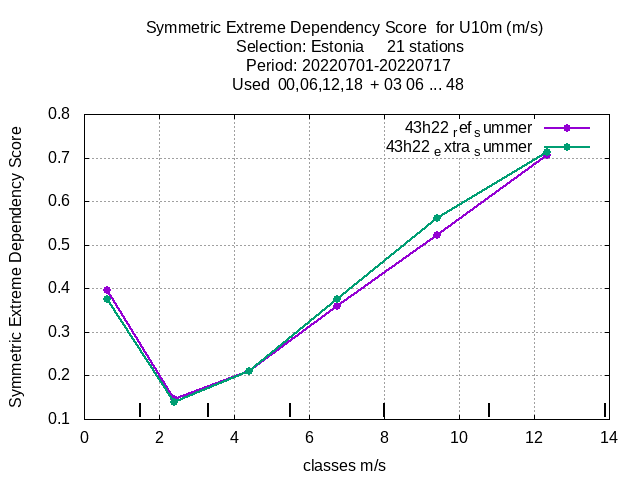 Symmetric Extreme Dependency Score for U10m (m/s)
Selection: Estonia 21 stations
Period: 20220701-20220717
Used 00,06,12,18 + 03 06 ... 48
43h22 ref summer
43h22 extra summer
Symmetric Extreme Dependency Score
0.8
0.7
0.6
0.5
0.4
0.3
0.2
0.1
0 2 4 6 8 10 12 14
classes m/s